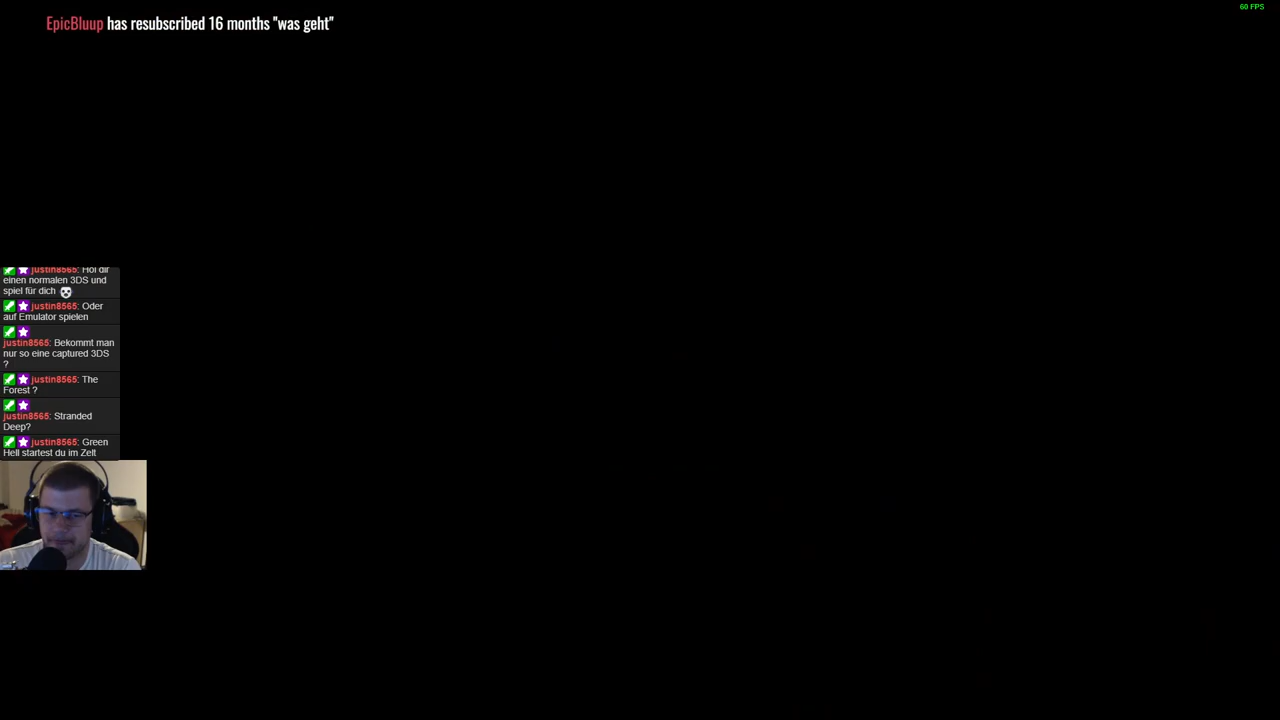 EpicBluup has resubscribed 16 months "was geht"
60 FPS
justin8565: Hol dir
einen normalen 3DS und
spiel für dich
justin8565: Oder
auf Emulator spielen
justin8565: Bekommt man
nur so eine captured 3DS
?
justin8565: The
Forest ?
justin8565: Stranded
Deep?
justin8565: Green
Hell startest du im Zelt